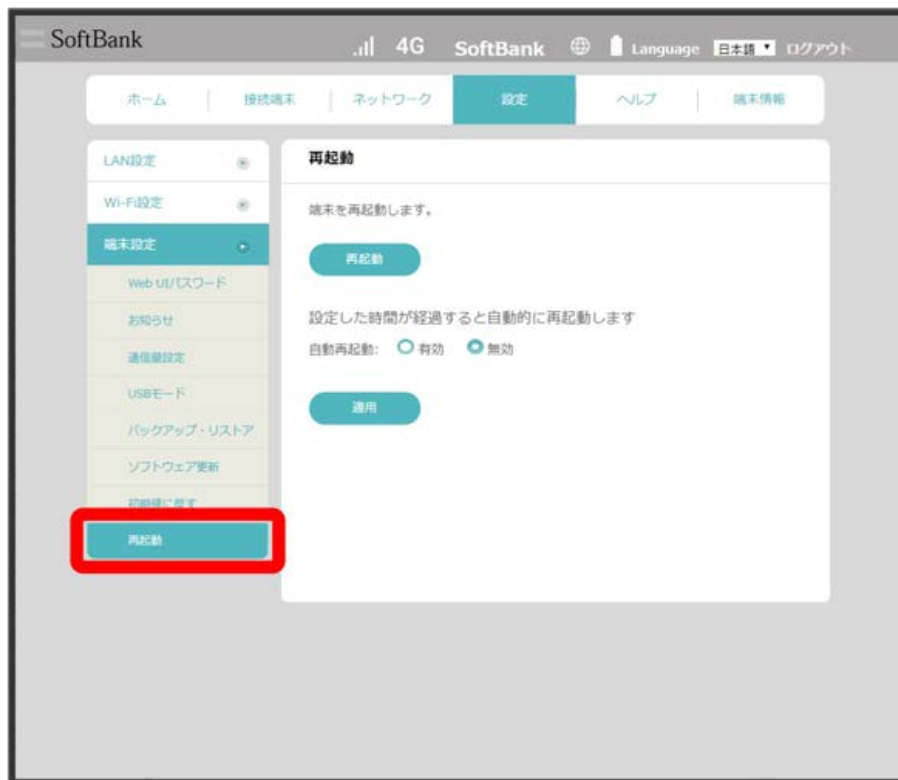 SoftBank
4G SoftBank Language 日本語 ログアウト
ホーム 接続端末 ネットワーク 設定 ヘルプ 端末情報
LAN設定
Wi-Fi設定
端末設定
Web UIパスワード
お知らせ
通信量設定
USBモード
バックアップ・リストア
ソフトウェア更新
初期値に戻す
再起動
再起動
端末を再起動します。
再起動
設定した時間が経過すると自動的に再起動します
自動再起動: 有効 無効
適用